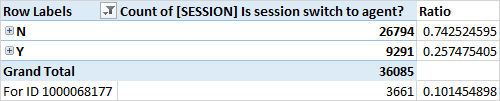 Row Labels Count of [SESSION] Is session switch to agent? Ratio
N 26794 0.742524595
Y 9291 0.257475405
Grand Total 36085
For ID 1000068177 3661 0.101454898